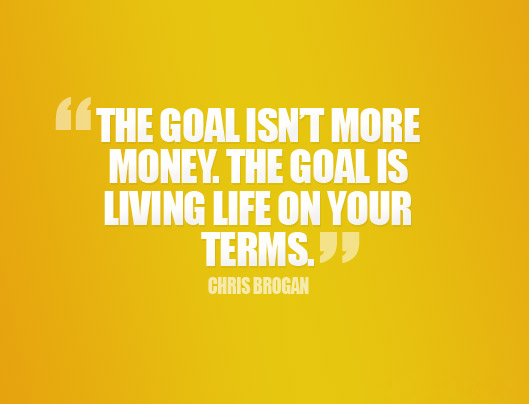 “THE GOAL ISN’T MORE
MONEY. THE GOAL IS
LIVING LIFE ON YOUR
TERMS.”
CHRIS BROGAN